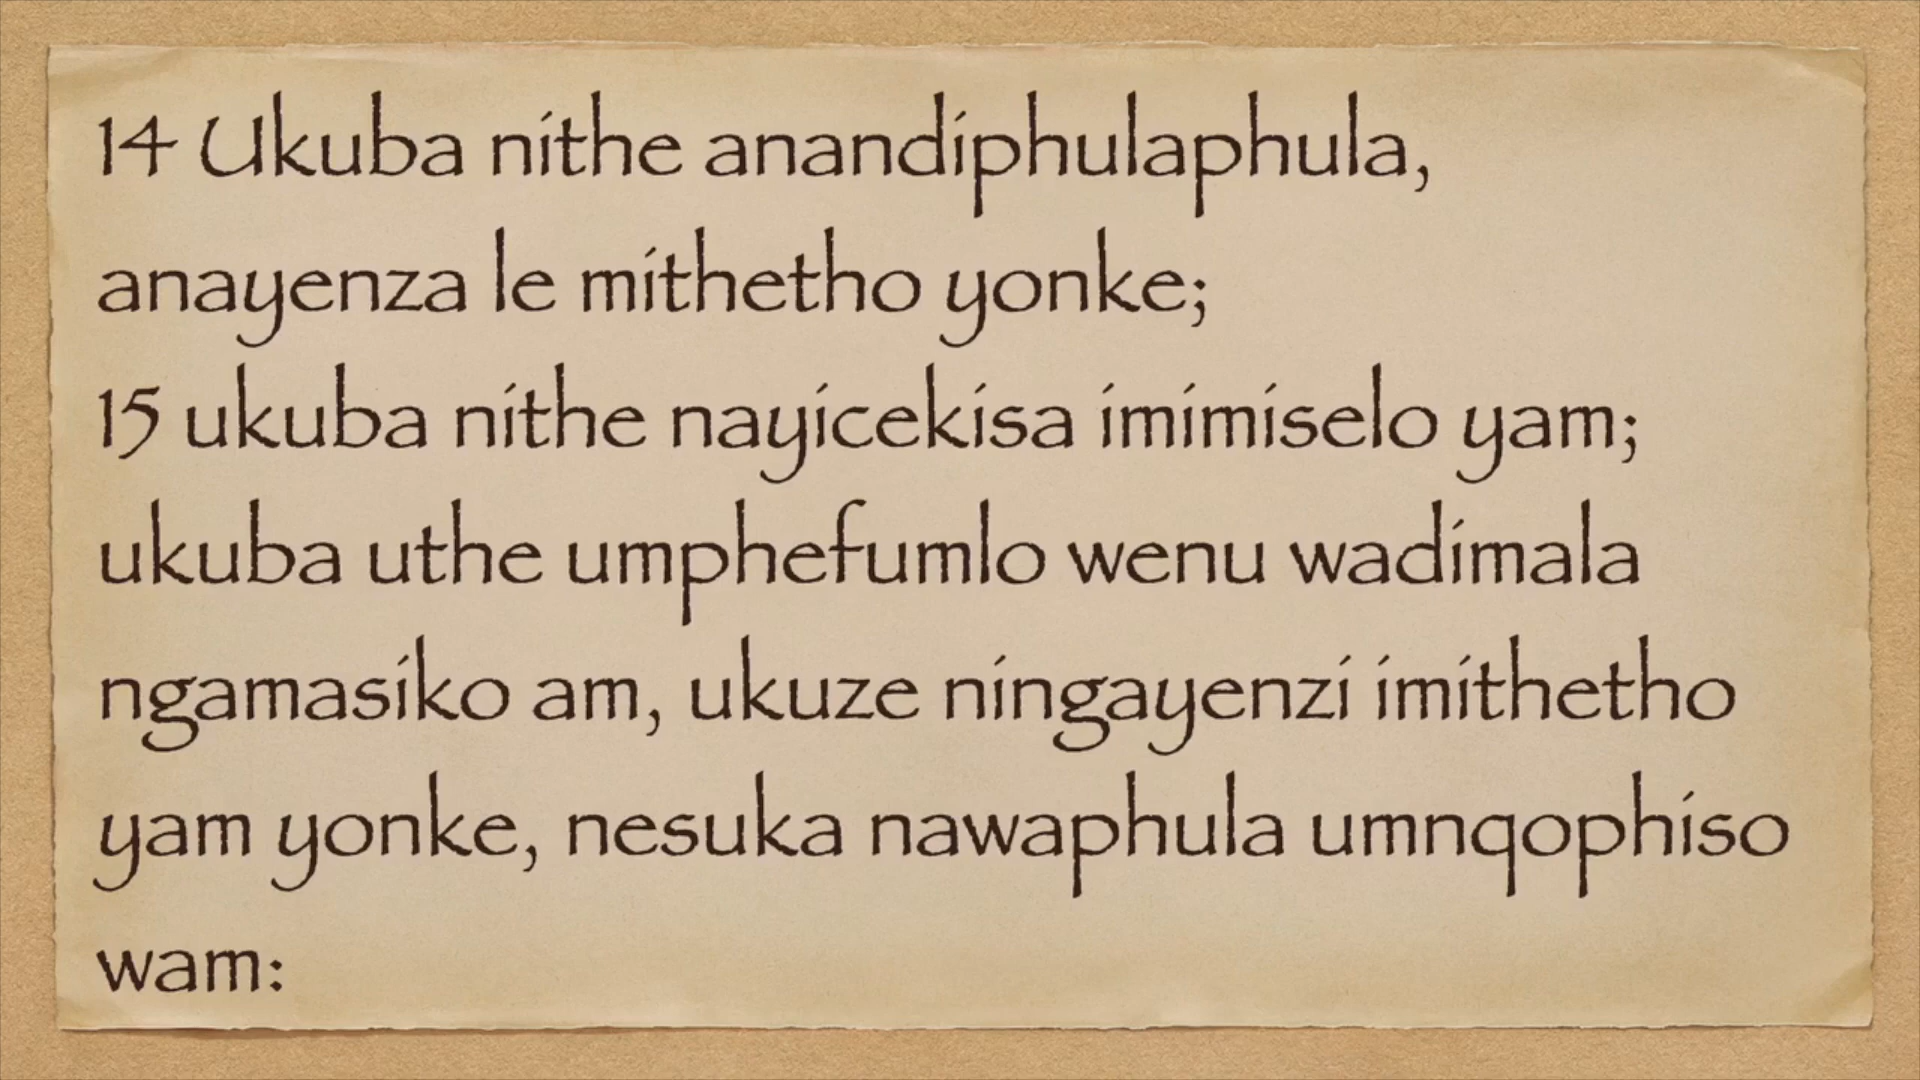 14 Ukuba nithe anandiphulaphula,
anayenza le mithetho yonke;
15 ukuba nithe nayicekisa imimiselo yam;
ukuba uthe umphefumlo wenu wadimala
ngamasiko am, ukuze ningayenzi imithetho
yam yonke, nesuka nawaphula umnqophiso
wam: